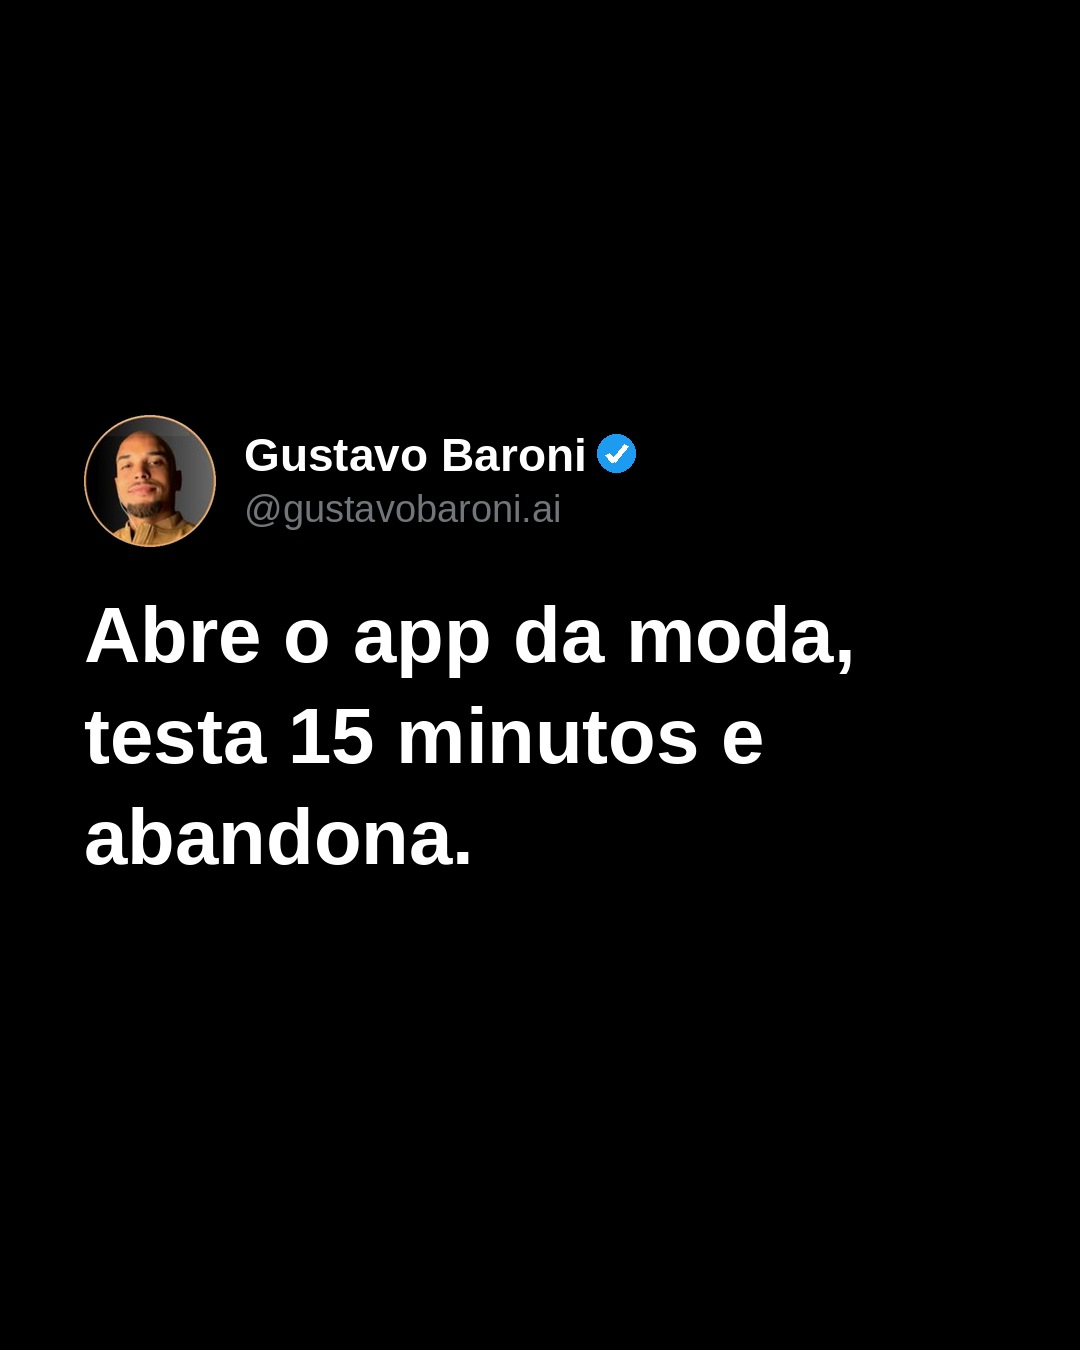 Gustavo Baroni
@gustavobaroni.ai
Abre o app da moda,
testa 15 minutos e
abandona.